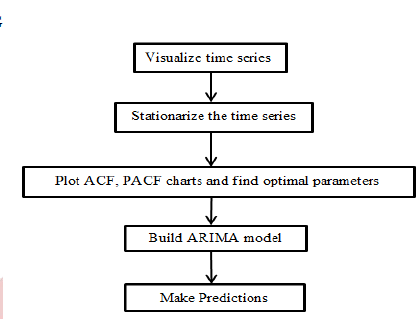 Visualize time series
Stationarize the time series
Plot ACF, PACF charts and find optimal parameters
Build ARIMA model
Make Predictions